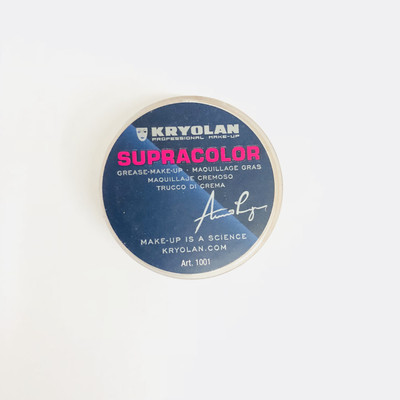 KRYOLAN
PROFESSIONAL MAKE-UP
SUPRACOLOR
GREASE-MAKE-UP - MAQUILLAGE GRAS
MAQUILLAJE CREMOSO
TRUCCO DI CREMA
MAKE-UP IS A SCIENCE
KRYOLAN.COM
Art. 1001